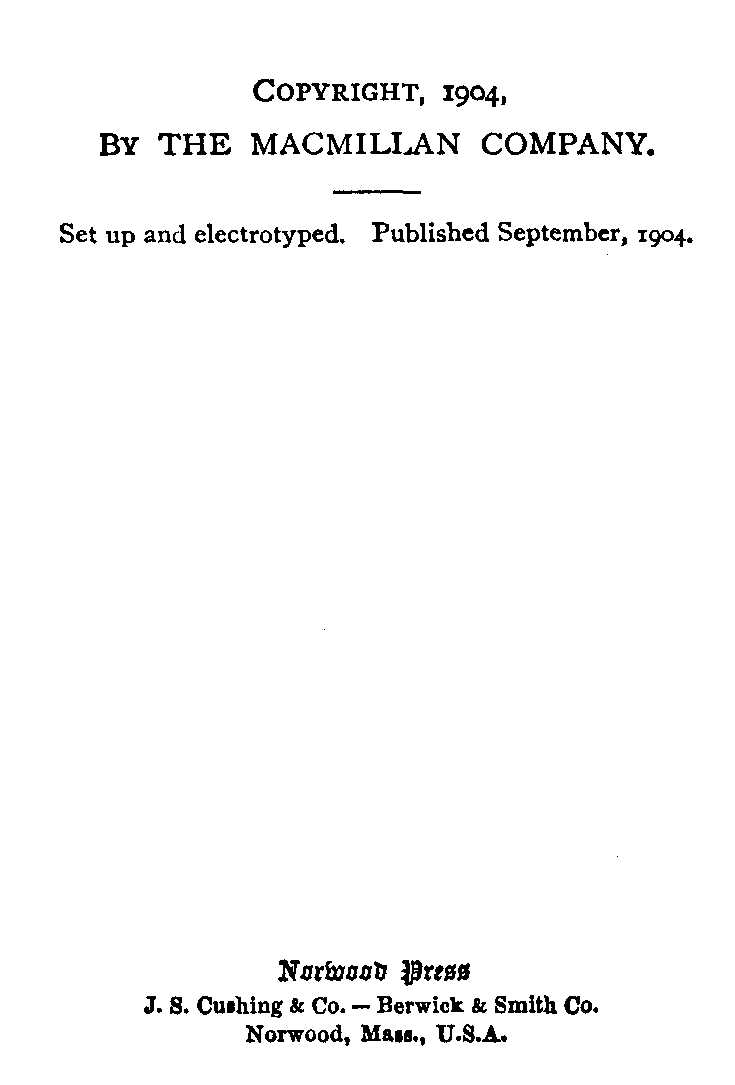 COPYRIGHT, 1904,
BY THE MACMILLAN COMPANY.
Set up and electrotyped. Published September, 1904.
Norwood Press
J. S. Cushing & Co. — Berwick & Smith Co.
Norwood, Mass., U.S.A.